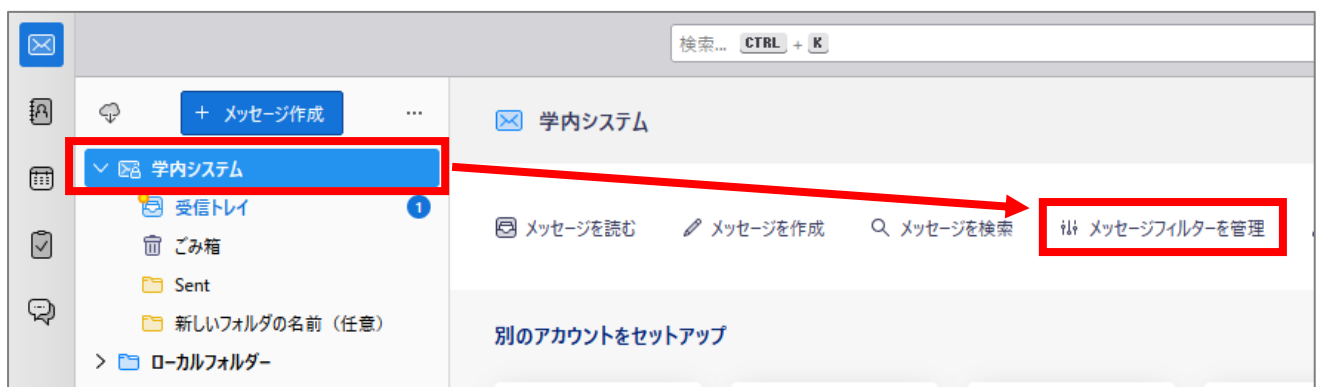 検索... CTRL + K
+ メッセージ作成 ...
学内システム
受信トレイ 1
ごみ箱
Sent
新しいフォルダの名前（任意）
ローカルフォルダー
学内システム
メッセージを読む メッセージを作成 メッセージを検索 メッセージフィルターを管理
別のアカウントをセットアップ